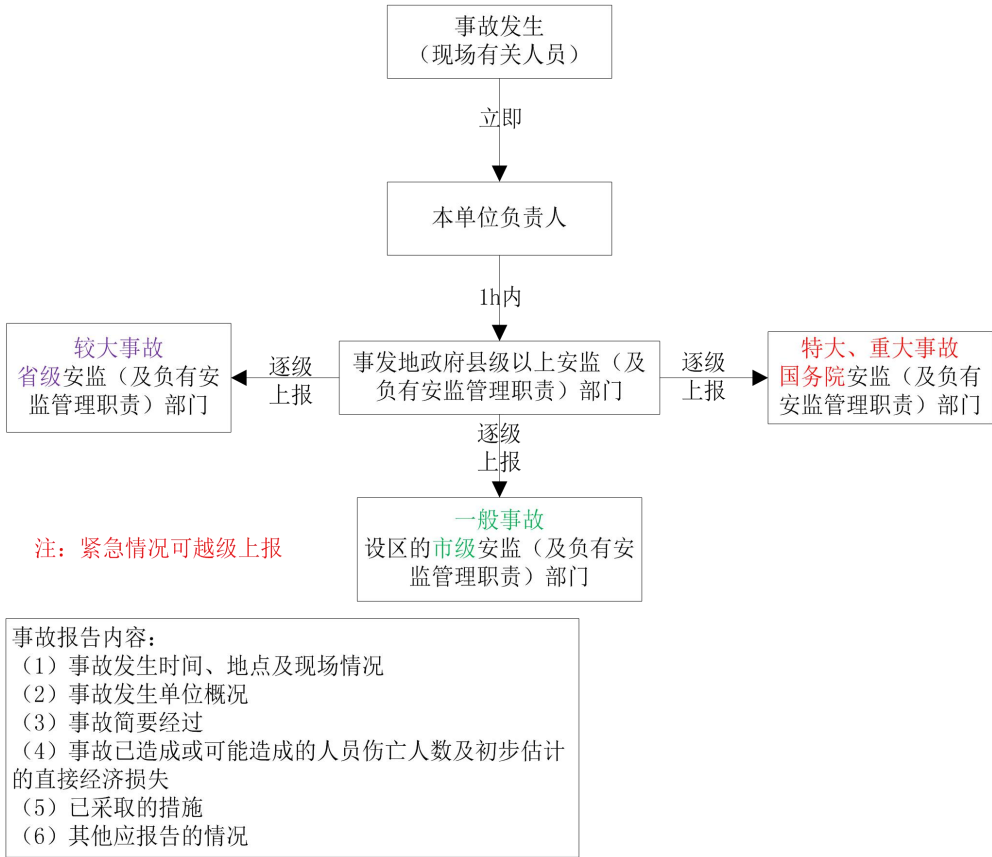 事故发生
（现场有关人员）
立即
本单位负责人
1h内
较大事故
省级安监（及负有安
监管理职责）部门
逐级
上报
事发地政府县级以上安监（及
负有安监管理职责）部门
逐级
上报
特大、重大事故
国务院安监（及负有
安监管理职责）部门
逐级
上报
一般事故
设区的市级安监（及负有安
监管理职责）部门
注：紧急情况可越级上报
事故报告内容：
（1）事故发生时间、地点及现场情况
（2）事故发生单位概况
（3）事故简要经过
（4）事故已造成或可能造成的人员伤亡人数及初步估计
的直接经济损失
（5）已采取的措施
（6）其他应报告的情况